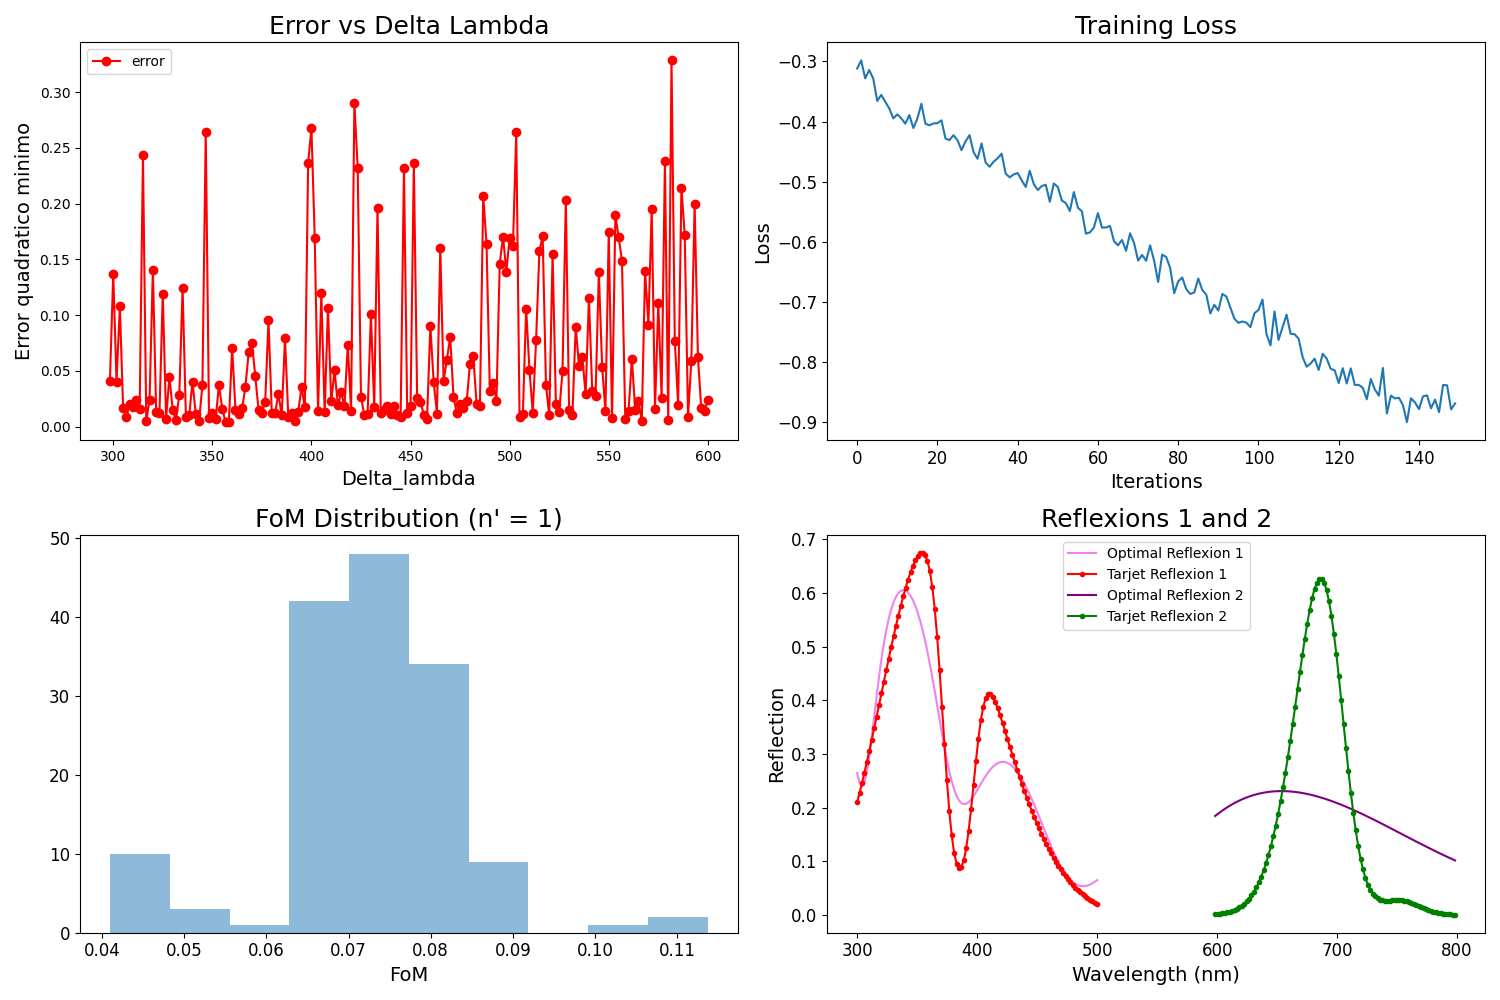 Error vs Delta Lambda
error
Error quadratico minimo
0.30
0.25
0.20
0.15
0.10
0.05
0.00
300 350 400 450 500 550 600
Delta_lambda
Training Loss
Loss
−0.3
−0.4
−0.5
−0.6
−0.7
−0.8
−0.9
0 20 40 60 80 100 120 140
Iterations
FoM Distribution (n' = 1)
50
40
30
20
10
0
0.04 0.05 0.06 0.07 0.08 0.09 0.10 0.11
FoM
Reflexions 1 and 2
Optimal Reflexion 1
Tarjet Reflexion 1
Optimal Reflexion 2
Tarjet Reflexion 2
Reflection
0.7
0.6
0.5
0.4
0.3
0.2
0.1
0.0
300 400 500 600 700 800
Wavelength (nm)